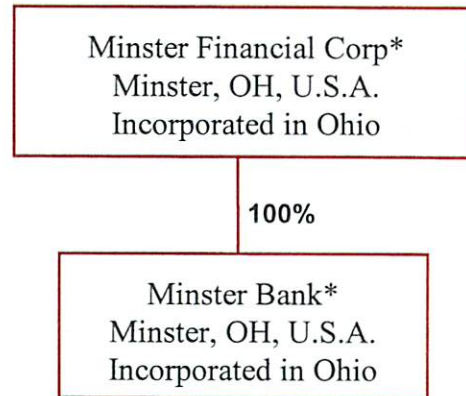 Minster Financial Corp*
Minster, OH, U.S.A.
Incorporated in Ohio
100%
Minster Bank*
Minster, OH, U.S.A.
Incorporated in Ohio